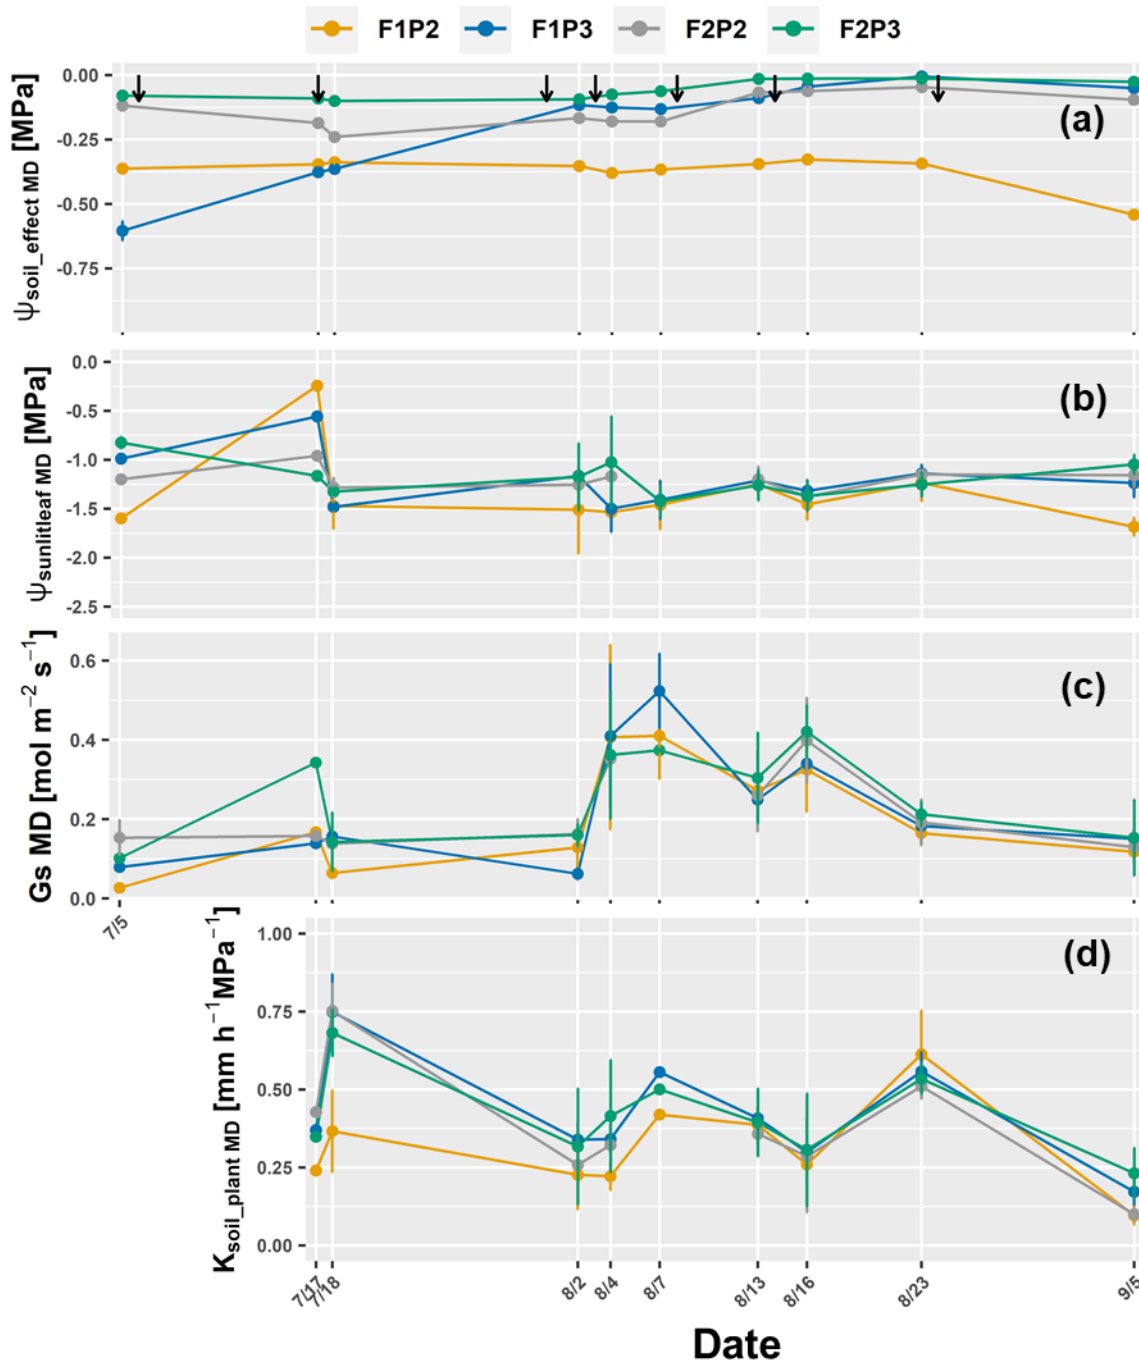 F1P2 F1P3 F2P2 F2P3
(a)
Ψsoil_effect MD [MPa]
0.00
-0.25
-0.50
-0.75
(b)
Ψsunlitleaf MD [MPa]
0.0
-0.5
-1.0
-1.5
-2.0
-2.5
(c)
Gs MD [mol m−2 s−1]
0.6
0.4
0.2
0.0
7/5
(d)
Ksoil_plant MD [mm h−1MPa−1]
1.00
0.75
0.50
0.25
0.00
7/17 7/18 8/2 8/4 8/7 8/13 8/16 8/23 9/5
Date